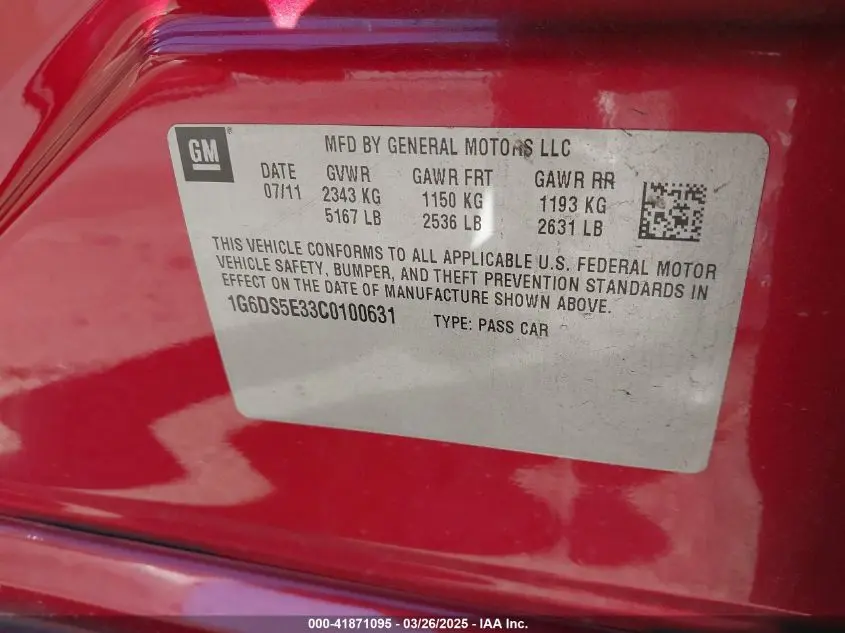 GM ®
MFD BY GENERAL MOTORS LLC
DATE GVWR GAWR FRT GAWR RR
07/11 2343 KG 1150 KG 1193 KG
5167 LB 2536 LB 2631 LB
THIS VEHICLE CONFORMS TO ALL APPLICABLE U.S. FEDERAL MOTOR
VEHICLE SAFETY, BUMPER, AND THEFT PREVENTION STANDARDS IN
EFFECT ON THE DATE OF MANUFACTURE SHOWN ABOVE.
1G6DS5E33C0100631 TYPE: PASS CAR
000-41871095 - 03/26/2025 - IAA Inc.